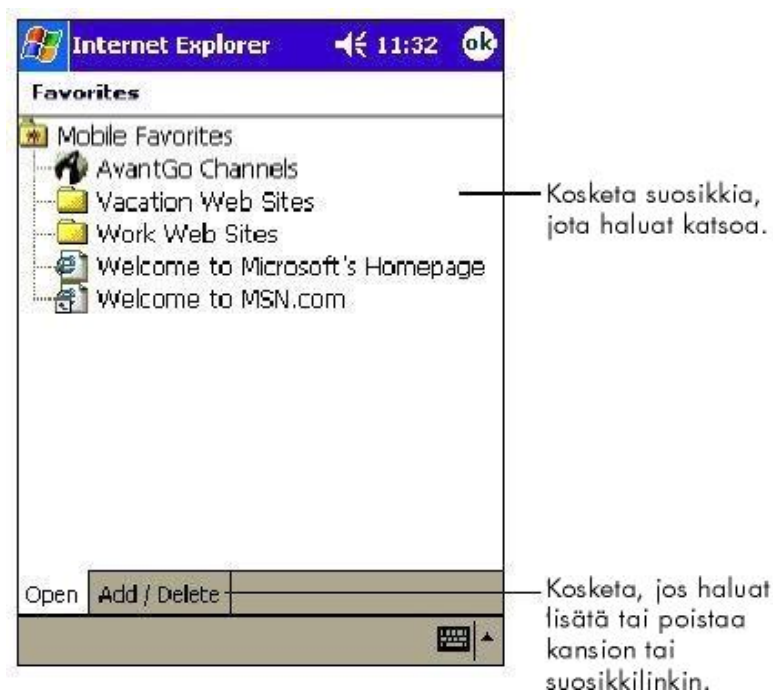 Internet Explorer 11:32 ok
Favorites
Mobile Favorites
AvantGo Channels
Vacation Web Sites
Work Web Sites
Welcome to Microsoft's Homepage
Welcome to MSN.com
Kosketa suosikkia,
jota haluat katsoa.
Open Add / Delete
Kosketa, jos haluat
lisätä tai poistaa
kansion tai
suosikkilinkin.